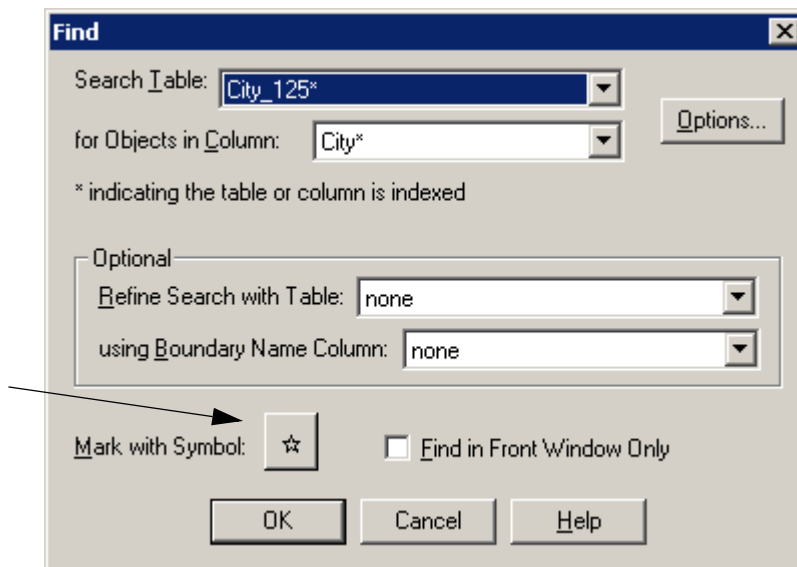 Find
Search Table: City_125*
Options...
for Objects in Column: City*
* indicating the table or column is indexed
Optional
Refine Search with Table: none
using Boundary Name Column: none
Mark with Symbol:
Find in Front Window Only
OK Cancel Help